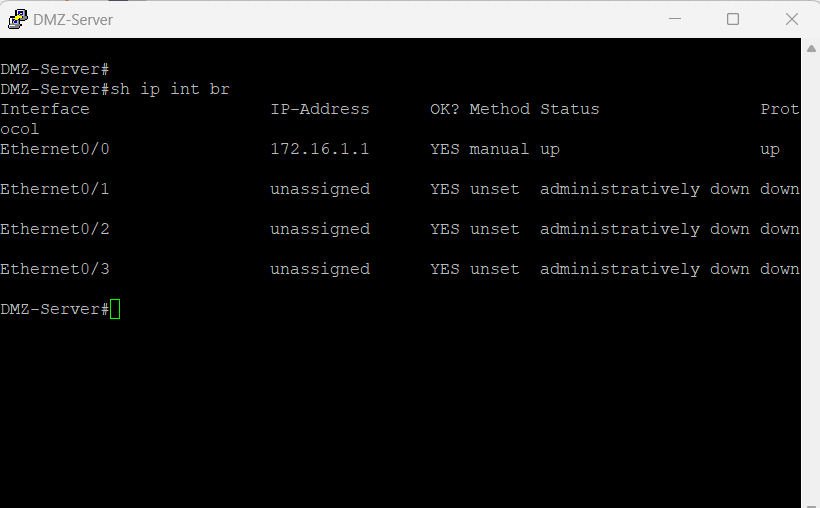 DMZ-Server
DMZ-Server#
DMZ-Server#sh ip int br
Interface                  IP-Address      OK? Method Status                Prot
ocol
Ethernet0/0                172.16.1.1      YES manual up                    up
Ethernet0/1                unassigned      YES unset  administratively down down
Ethernet0/2                unassigned      YES unset  administratively down down
Ethernet0/3                unassigned      YES unset  administratively down down
DMZ-Server#